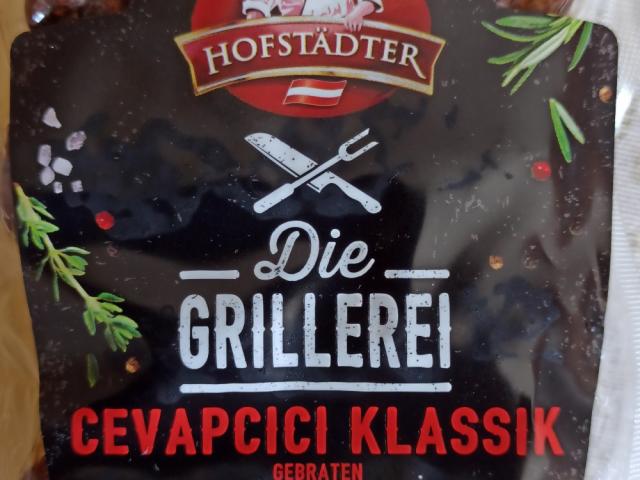 HOFSTÄDTER
Die
GRILLEREI
CEVAPCICI KLASSIK
GEBRATEN